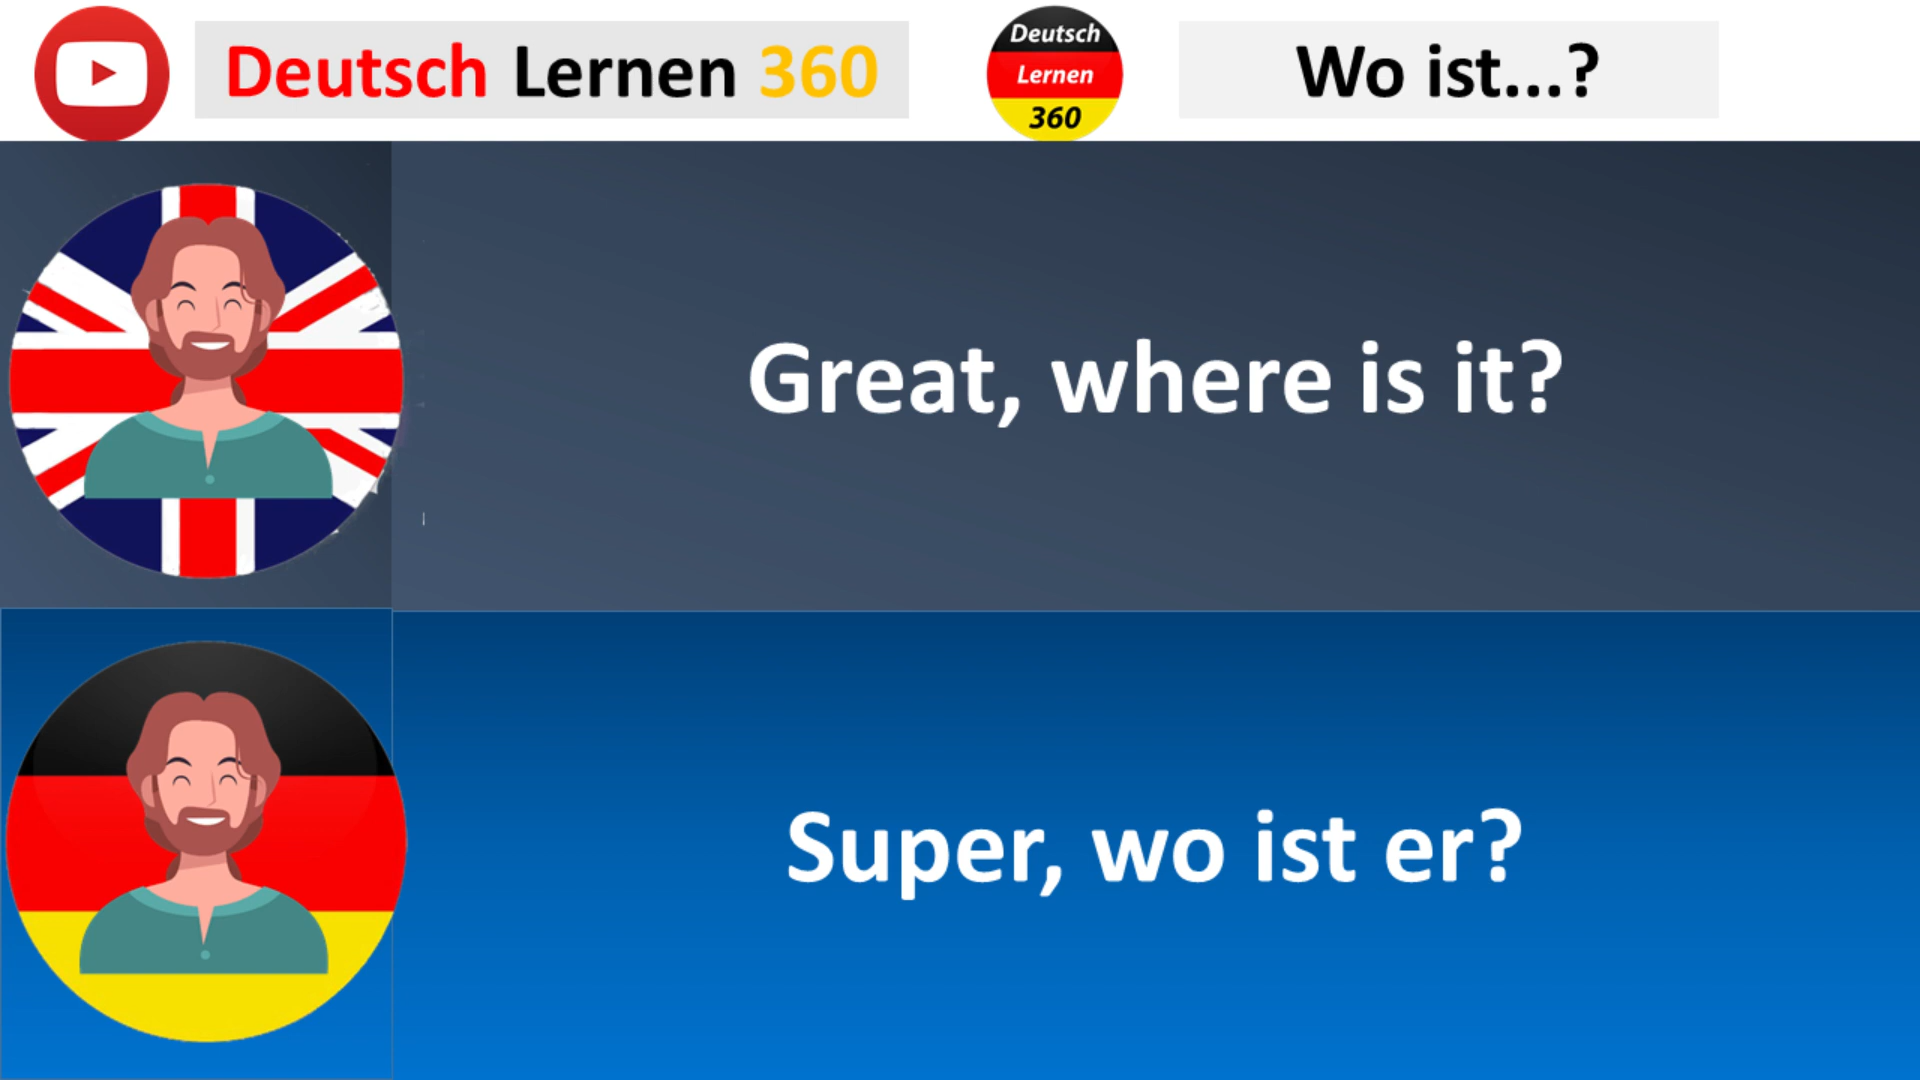 Deutsch Lernen 360
Deutsch
Lernen
360
Wo ist...?
Great, where is it?
Super, wo ist er?